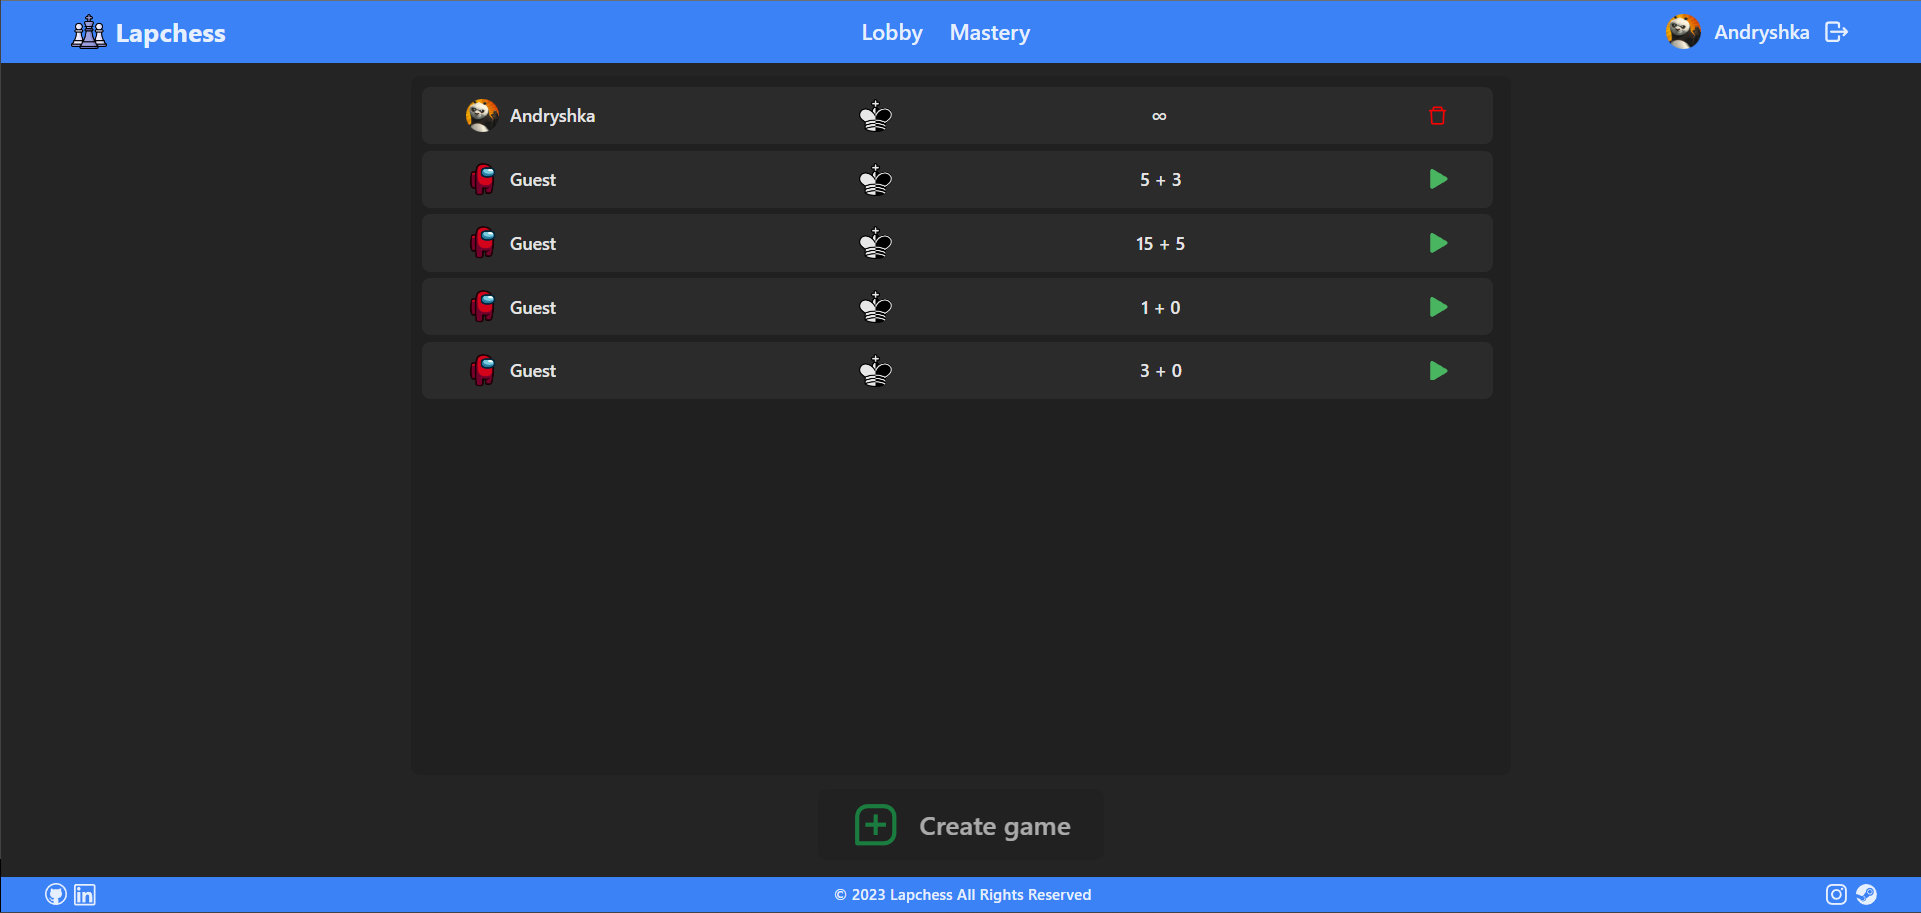 Lapchess
Lobby
Mastery
Andryshka
Andryshka
∞
Guest
5 + 3
Guest
15 + 5
Guest
1 + 0
Guest
3 + 0
Create game
in
© 2023 Lapchess All Rights Reserved